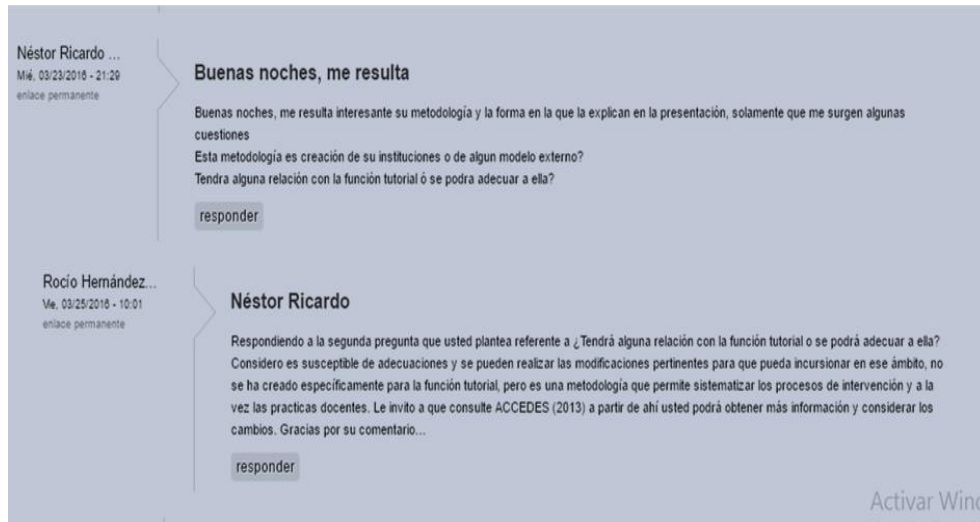 Néstor Ricardo ...
Mié, 03/23/2016 - 21:29
enlace permanente
Buenas noches, me resulta
Buenas noches, me resulta interesante su metodología y la forma en la que la explican en la presentación, solamente que me surgen algunas
cuestiones
Esta metodología es creación de su instituciones o de algun modelo externo?
Tendra alguna relación con la función tutorial ó se podra adecuar a ella?
responder
Rocío Hernández...
Vie, 03/25/2016 - 10:01
enlace permanente
Néstor Ricardo
Respondiendo a la segunda pregunta que usted plantea referente a ¿Tendrá alguna relación con la función tutorial o se podrá adecuar a ella?
Considero es susceptible de adecuaciones y se pueden realizar las modificaciones pertinentes para que pueda incursionar en ese ámbito, no
se ha creado específicamente para la función tutorial, pero es una metodología que permite sistematizar los procesos de intervención y a la
vez las practicas docentes. Le invito a que consulte ACCEDES (2013) a partir de ahí usted podrá obtener más información y considerar los
cambios. Gracias por su comentario...
responder
Activar Wind